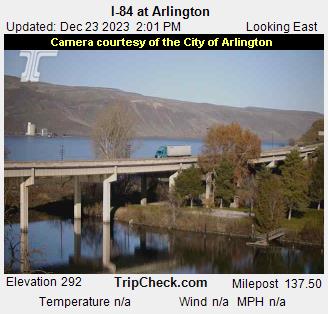 I-84 at Arlington
Updated: Dec 23 2023 2:01 PM Looking East
Camera courtesy of the City of Arlington
Elevation 292 TripCheck.com Milepost 137.50
Temperature n/a Wind n/a MPH n/a